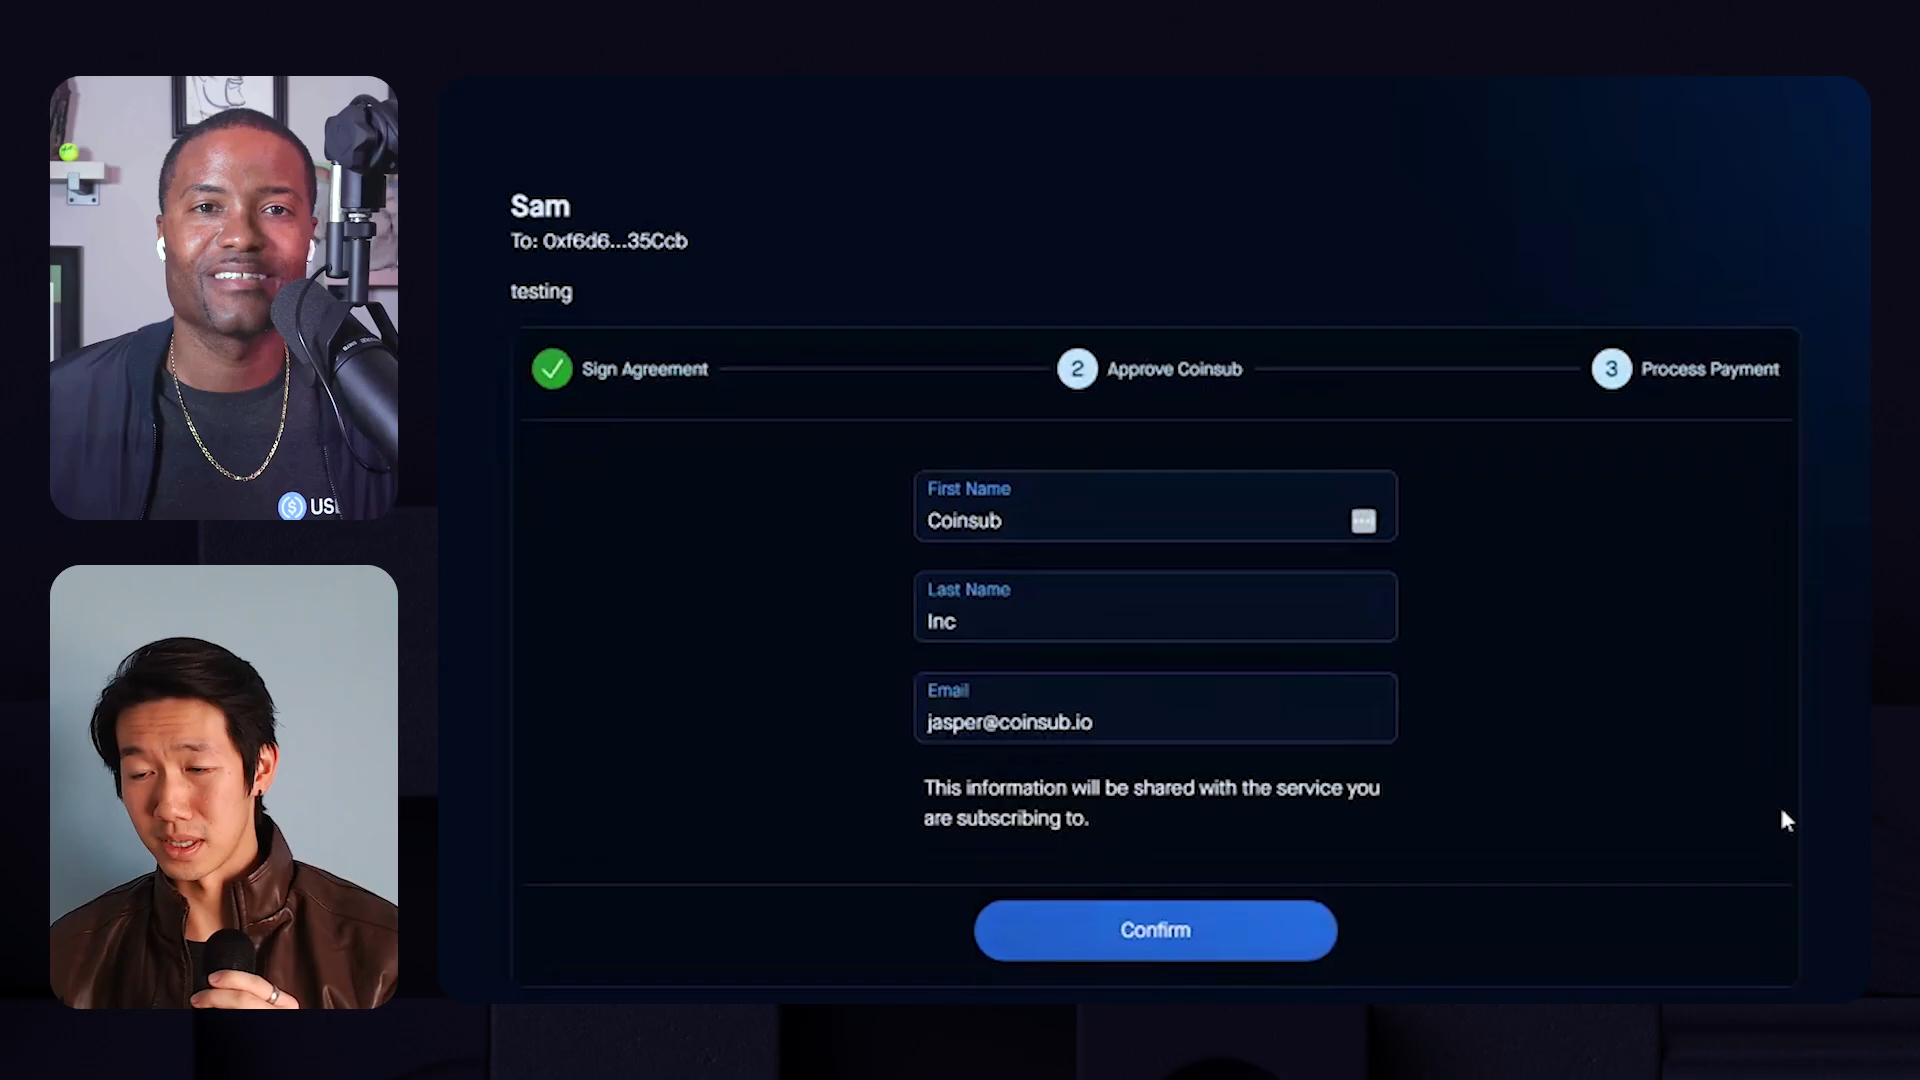 Sam
To: 0xf6d6...35Ccb
testing
Sign Agreement
2 Approve Coinsub
3 Process Payment
First Name
Coinsub
Last Name
Inc
Email
jasper@coinsub.io
This information will be shared with the service you
are subscribing to.
Confirm